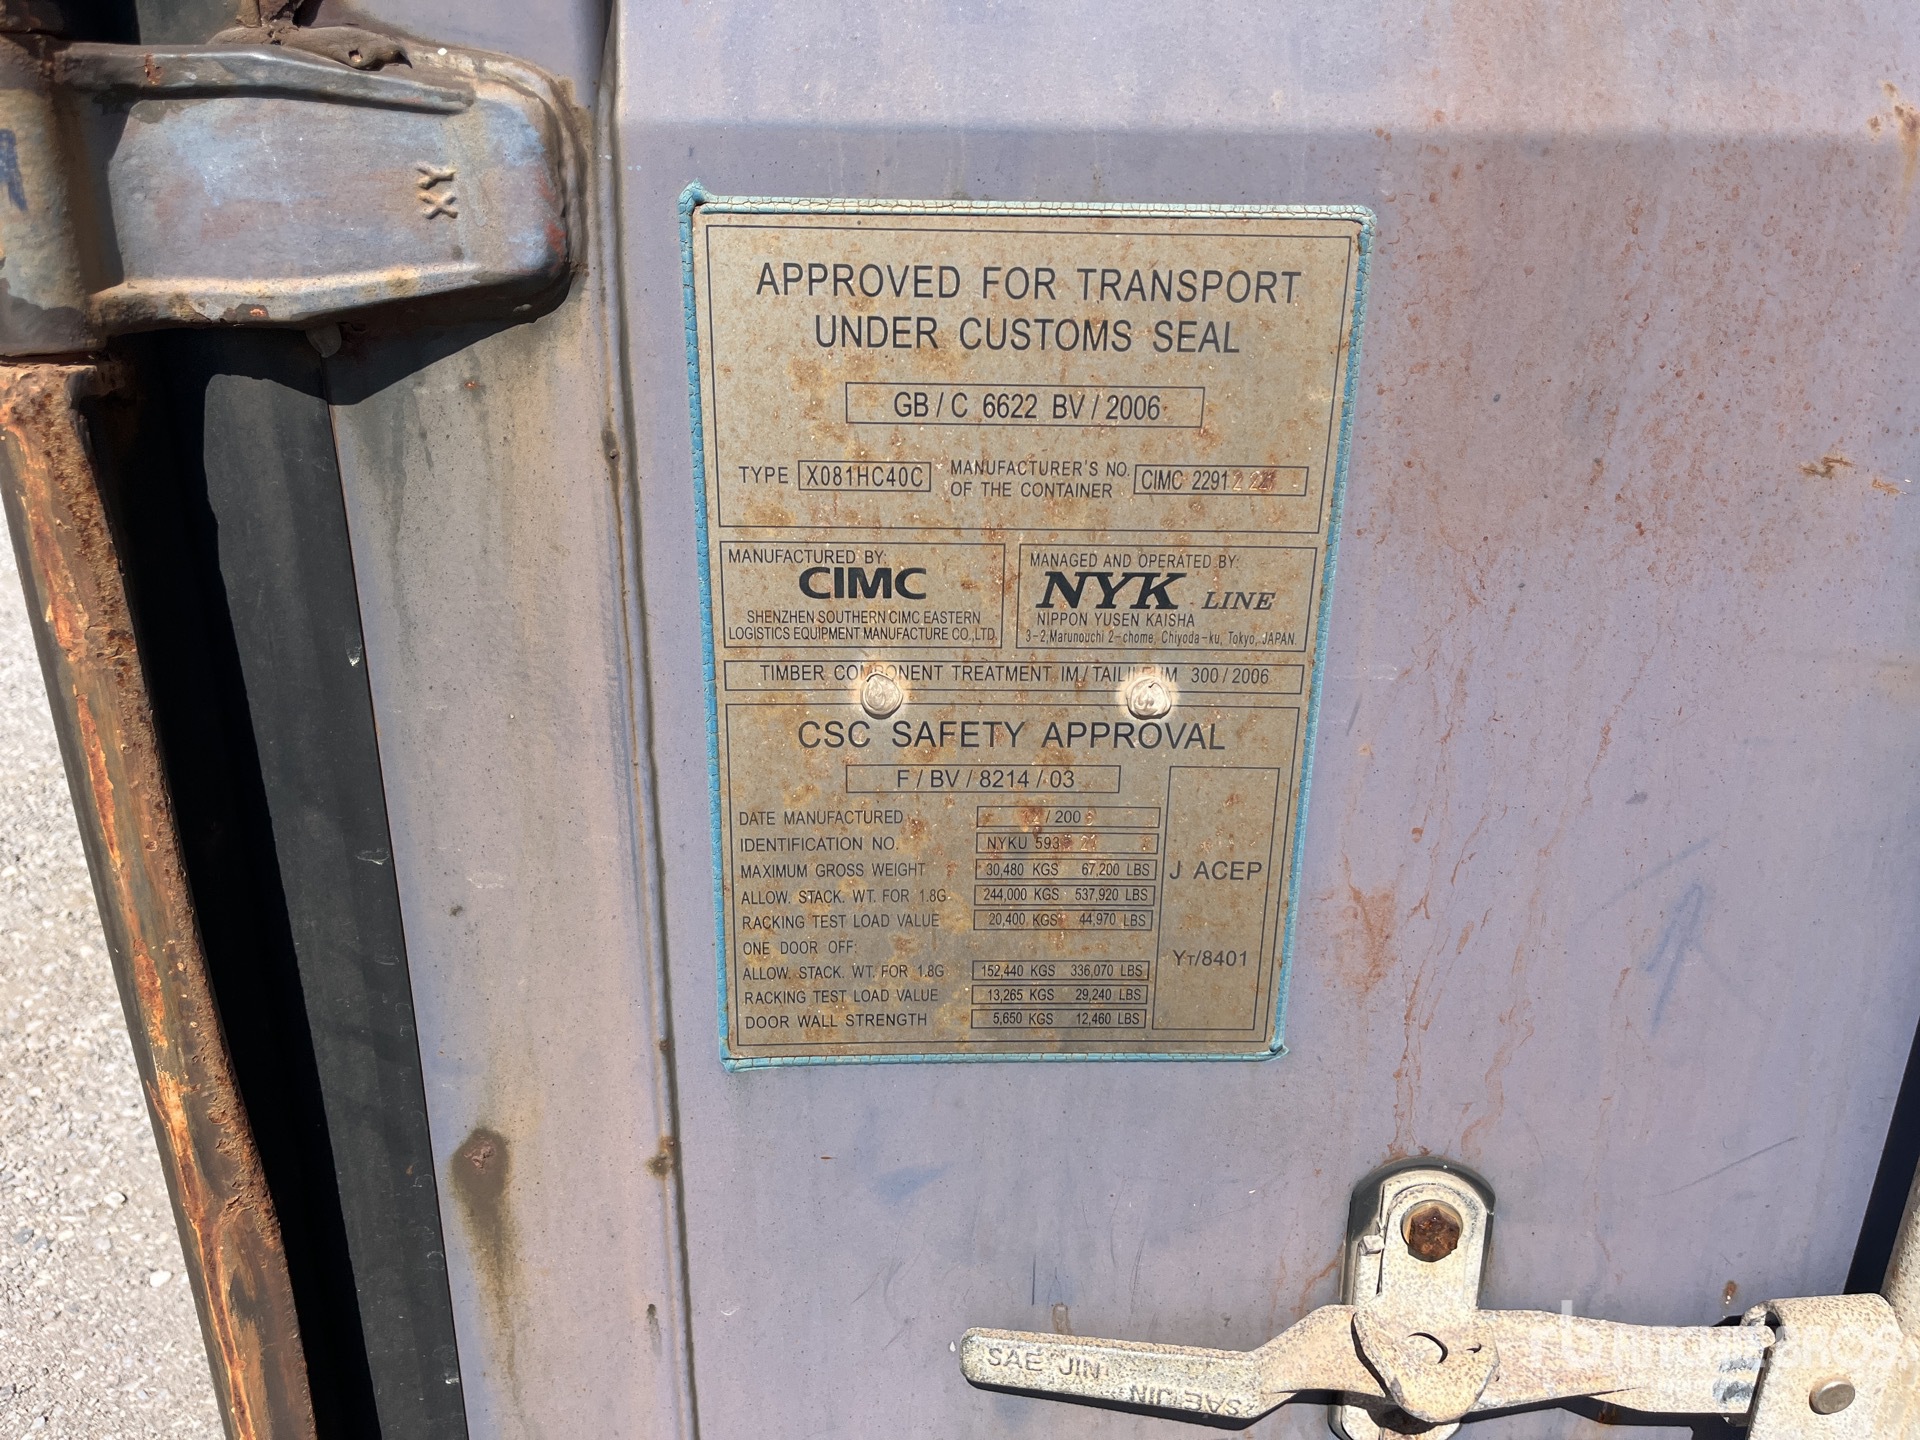 XY
APPROVED FOR TRANSPORT
UNDER CUSTOMS SEAL
GB / C 6622 BV / 2006
TYPE X081HC40C MANUFACTURER'S NO. OF THE CONTAINER CIMC 2291
MANUFACTURED BY:
CIMC
SHENZHEN SOUTHERN CIMC EASTERN
LOGISTICS EQUIPMENT MANUFACTURE CO.,LTD.
MANAGED AND OPERATED BY:
NYK LINE
NIPPON YUSEN KAISHA
3-2,Marunouchi 2-chome, Chiyoda-ku, Tokyo, JAPAN.
TIMBER COMPONENT TREATMENT IM / 300 / 2006
CSC SAFETY APPROVAL
F / BV / 8214 / 03
DATE MANUFACTURED
IDENTIFICATION NO. NYKU
MAXIMUM GROSS WEIGHT 30,480 KGS 67,200 LBS
ALLOW. STACK. WT. FOR 1.8G 244,000 KGS 537,920 LBS
RACKING TEST LOAD VALUE 20,400 KGS 44,970 LBS
ONE DOOR OFF:
ALLOW. STACK. WT. FOR 1.8G 152,440 KGS 336,070 LBS
RACKING TEST LOAD VALUE 13,265 KGS 29,240 LBS
DOOR WALL STRENGTH 5,650 KGS 12,460 LBS
J ACEP
YT/8401
SAE JIN
SAE JIN